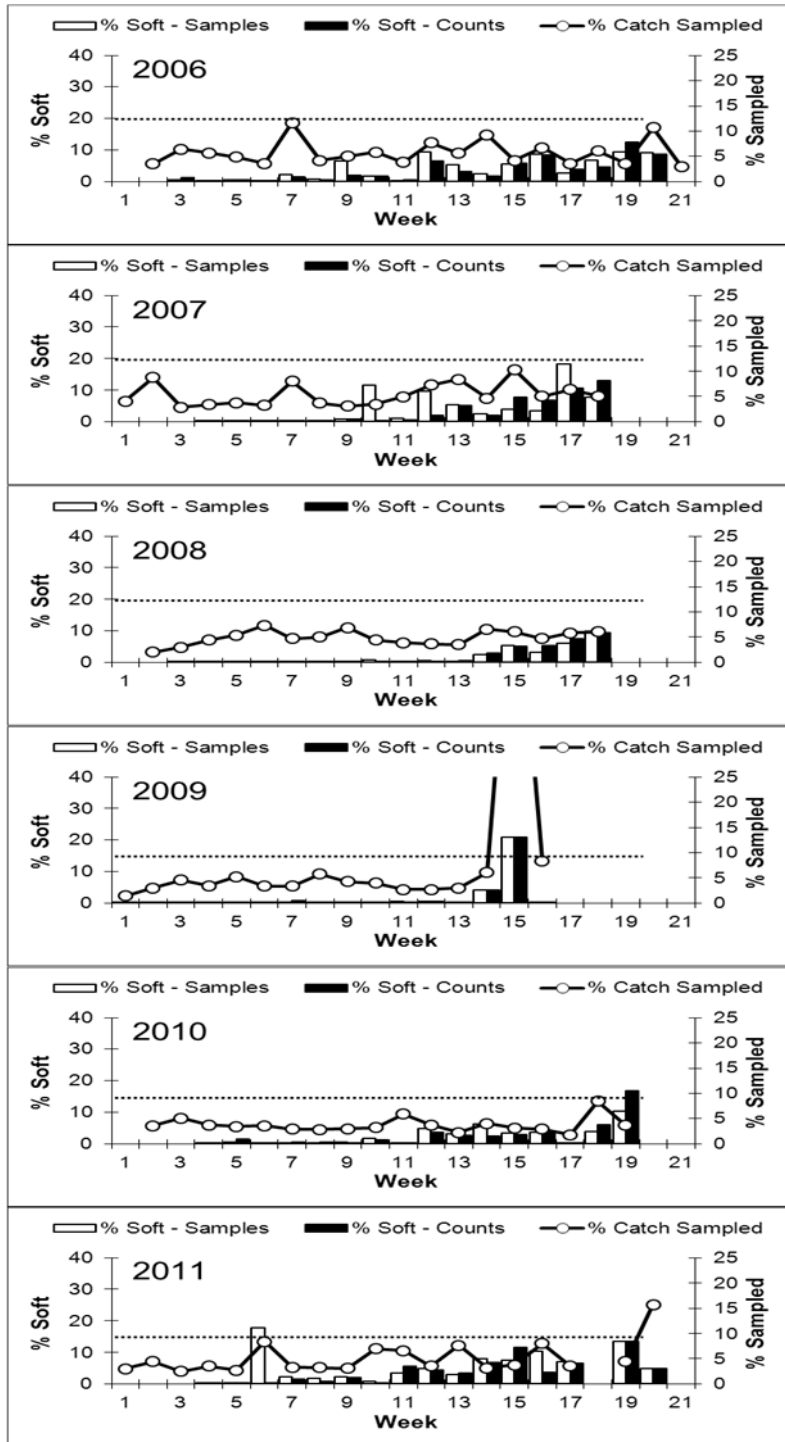 % Soft - Samples % Soft - Counts % Catch Sampled
2006
% Soft
% Sampled
40 30 20 10 0
25 20 15 10 5 0
1 3 5 7 9 11 13 15 17 19 21
Week
% Soft - Samples % Soft - Counts % Catch Sampled
2007
% Soft
% Sampled
40 30 20 10 0
25 20 15 10 5 0
1 3 5 7 9 11 13 15 17 19 21
Week
% Soft - Samples % Soft - Counts % Catch Sampled
2008
% Soft
% Sampled
40 30 20 10 0
25 20 15 10 5 0
1 3 5 7 9 11 13 15 17 19 21
Week
% Soft - Samples % Soft - Counts % Catch Sampled
2009
% Soft
% Sampled
40 30 20 10 0
25 20 15 10 5 0
1 3 5 7 9 11 13 15 17 19 21
Week
% Soft - Samples % Soft - Counts % Catch Sampled
2010
% Soft
% Sampled
40 30 20 10 0
25 20 15 10 5 0
1 3 5 7 9 11 13 15 17 19 21
Week
% Soft - Samples % Soft - Counts % Catch Sampled
2011
% Soft
% Sampled
40 30 20 10 0
25 20 15 10 5 0
1 3 5 7 9 11 13 15 17 19 21
Week